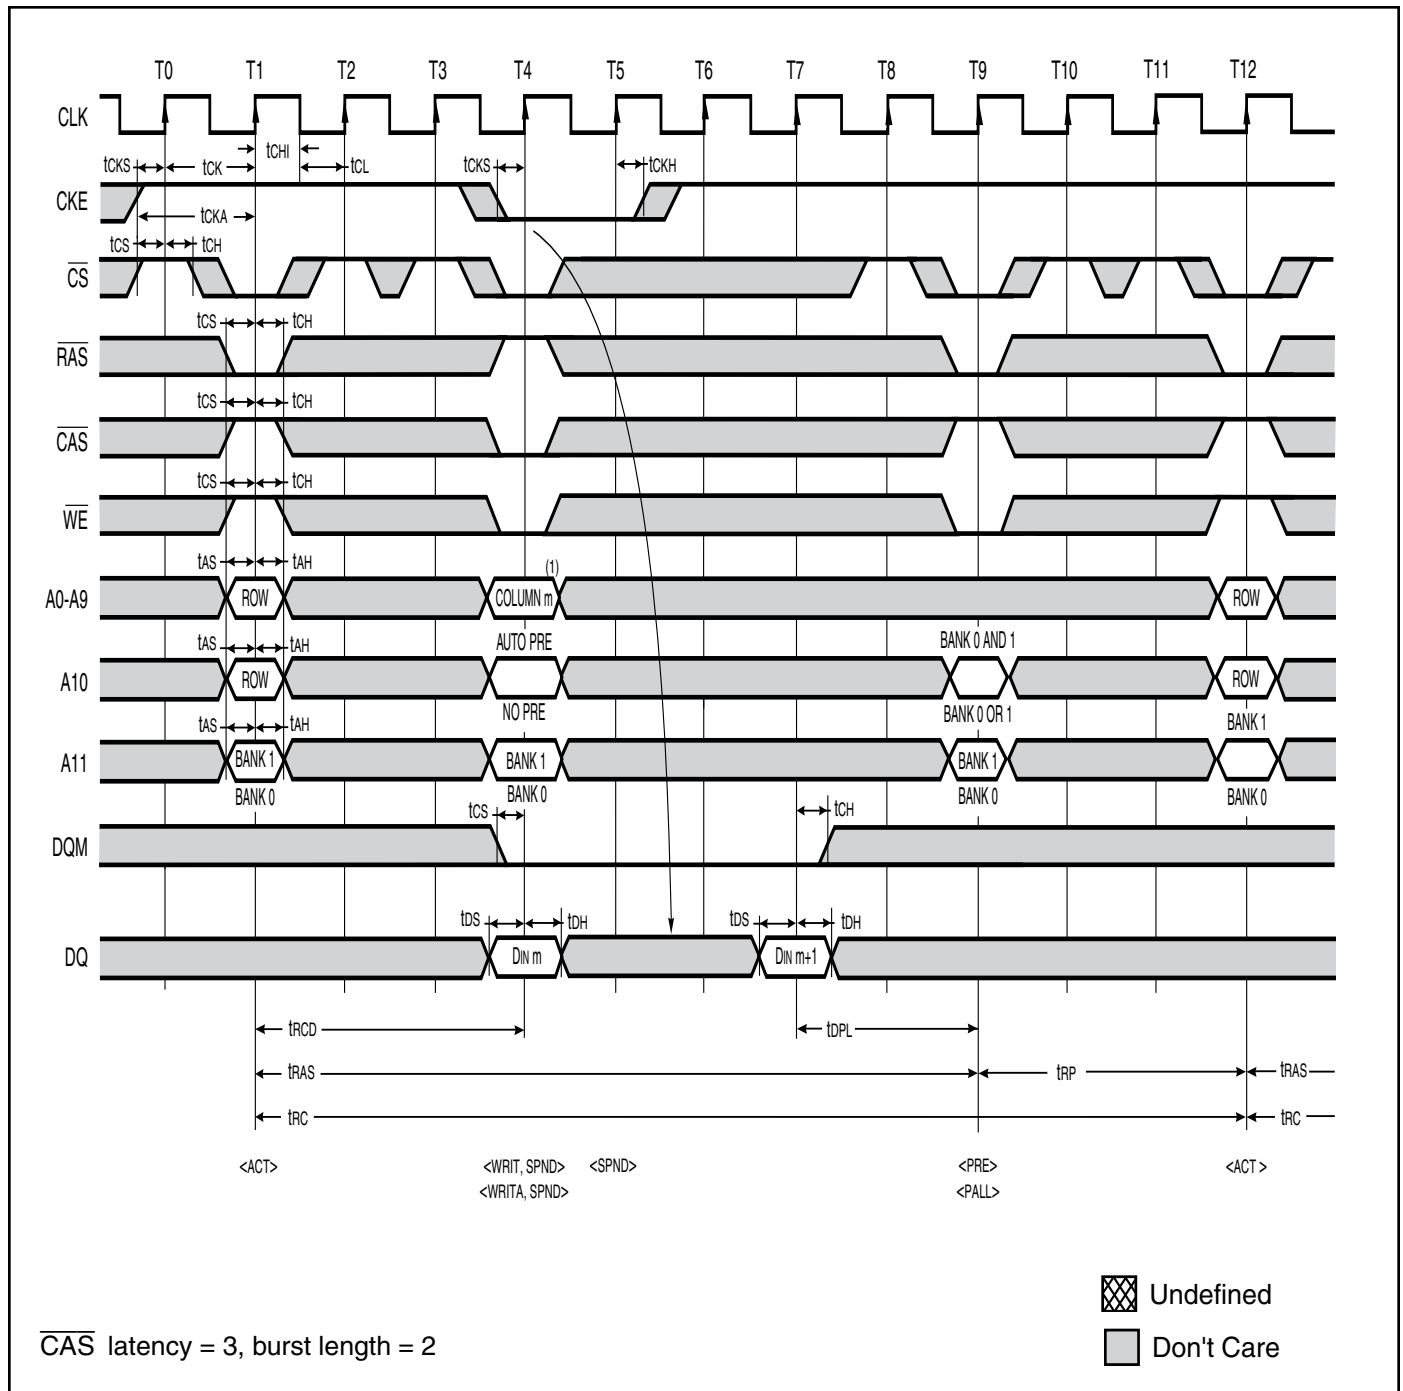 T0 T1 T2 T3 T4 T5 T6 T7 T8 T9 T10 T11 T12
CLK
tCHI
tCKS tCK tCL tCKS tCKH
CKE
tCKA
tCS tCH
CS
tCS tCH
RAS
tCS tCH
CAS
tCS tCH
WE
tAS tAH (1)
A0-A9 ROW COLUMN m ROW
tAS tAH AUTO PRE BANK 0 AND 1
A10 ROW ROW
NO PRE BANK 0 OR 1 BANK 1
tAS tAH
A11 BANK 1 BANK 1 BANK 1
BANK 0 BANK 0 BANK 0 BANK 0
tCS tCH
DQM
tDS tDH tDS tDH
DQ DIN m DIN m+1
tRCD tDPL
tRAS tRP tRAS
tRC tRC
<ACT> <WRIT, SPND> <SPND> <PRE> <ACT >
<WRITA, SPND> <PALL>
Undefined
CAS latency = 3, burst length = 2
Don't Care